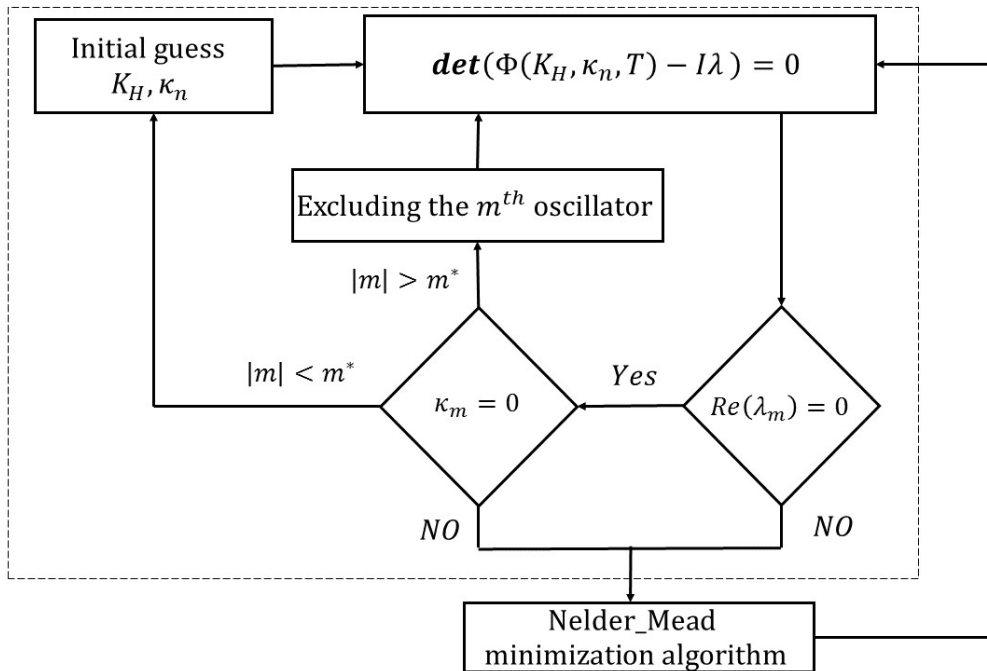 Initial guess
K_H, κ_n
det(Φ(K_H, κ_n, T) − Iλ) = 0
Excluding the m^{th} oscillator
|m| > m^*
|m| < m^*
Yes
κ_m = 0
Re(λ_m) = 0
NO
NO
Nelder_Mead
minimization algorithm